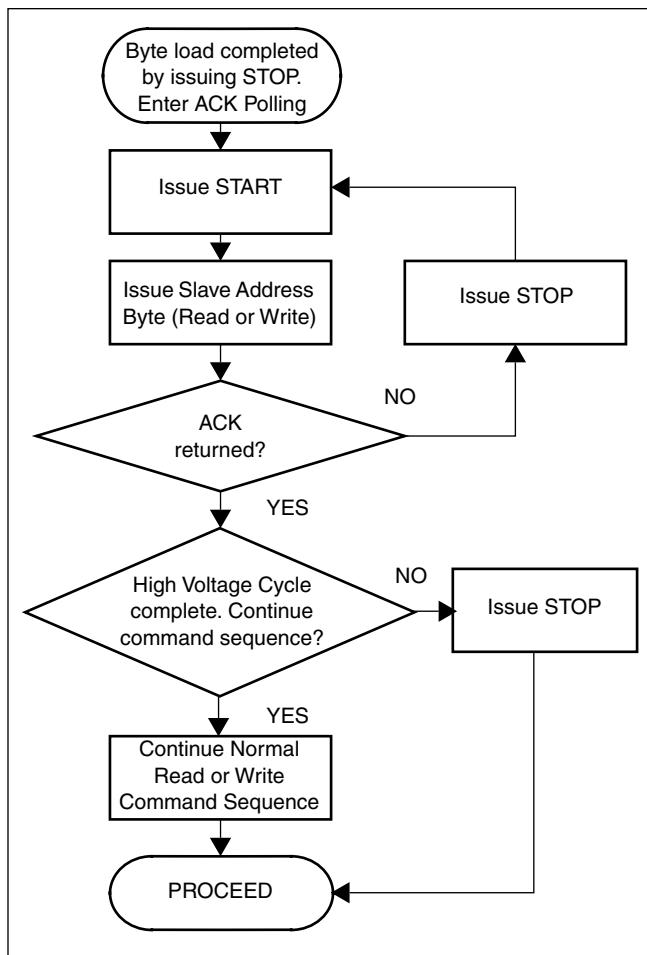 Byte load completed
by issuing STOP.
Enter ACK Polling
Issue START
Issue Slave Address
Byte (Read or Write)
Issue STOP
ACK
returned?
NO
YES
High Voltage Cycle
complete. Continue
command sequence?
NO
Issue STOP
YES
Continue Normal
Read or Write
Command Sequence
PROCEED